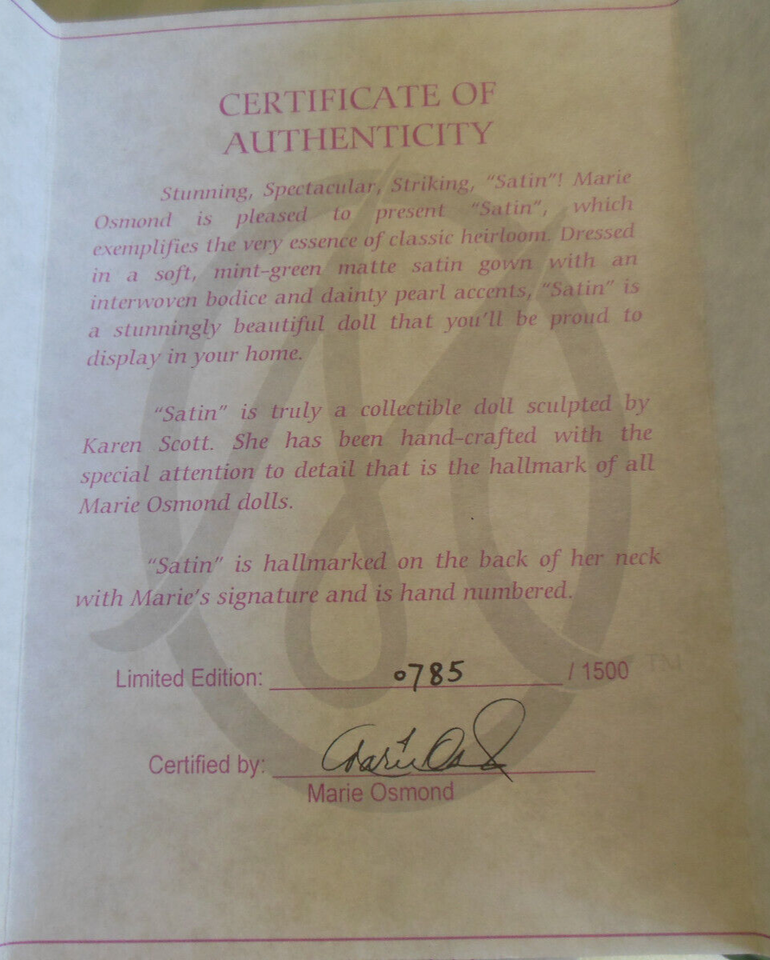 CERTIFICATE OF
AUTHENTICITY
Stunning, Spectacular, Striking, "Satin"! Marie
Osmond is pleased to present "Satin", which
exemplifies the very essence of classic heirloom. Dressed
in a soft, mint-green matte satin gown with an
interwoven bodice and dainty pearl accents, "Satin" is
a stunningly beautiful doll that you'll be proud to
display in your home.
"Satin" is truly a collectible doll sculpted by
Karen Scott. She has been hand-crafted with the
special attention to detail that is the hallmark of all
Marie Osmond dolls.
"Satin" is hallmarked on the back of her neck
with Marie's signature and is hand numbered.
Limited Edition: 0785 / 1500 TM
Certified by: Marie Os
Marie Osmond